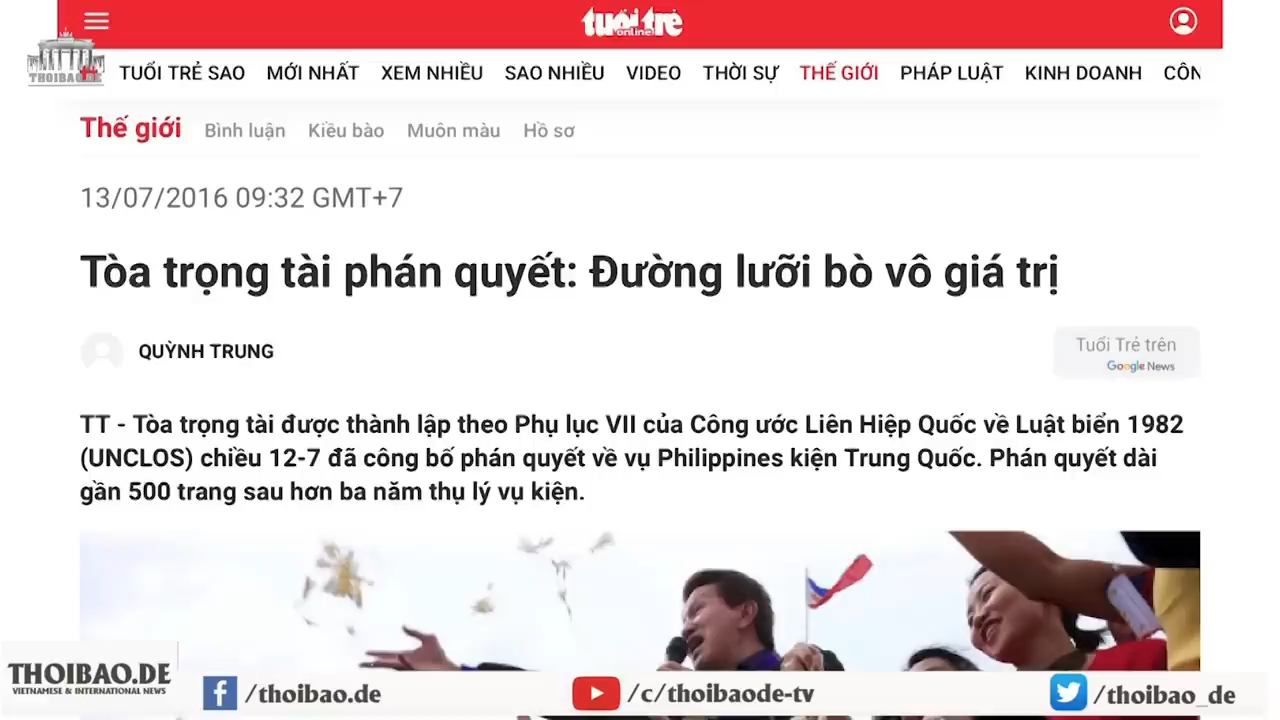 tuổi trẻ
online
THOIBAO.DE
TUỔI TRẺ SAO MỚI NHẤT XEM NHIỀU SAO NHIỀU VIDEO THỜI SỰ THẾ GIỚI PHÁP LUẬT KINH DOANH CÔN
Thế giới Bình luận Kiều bào Muôn màu Hồ sơ
13/07/2016 09:32 GMT+7
Tòa trọng tài phán quyết: Đường lưỡi bò vô giá trị
QUỲNH TRUNG
Tuổi Trẻ trên
Google News
TT - Tòa trọng tài được thành lập theo Phụ lục VII của Công ước Liên Hiệp Quốc về Luật biển 1982
(UNCLOS) chiều 12-7 đã công bố phán quyết về vụ Philippines kiện Trung Quốc. Phán quyết dài
gần 500 trang sau hơn ba năm thụ lý vụ kiện.
THOIBAO.DE
VIETNAMESE & INTERNATIONAL NEWS
/thoibao.de
/c/thoibaode-tv
/thoibao_de